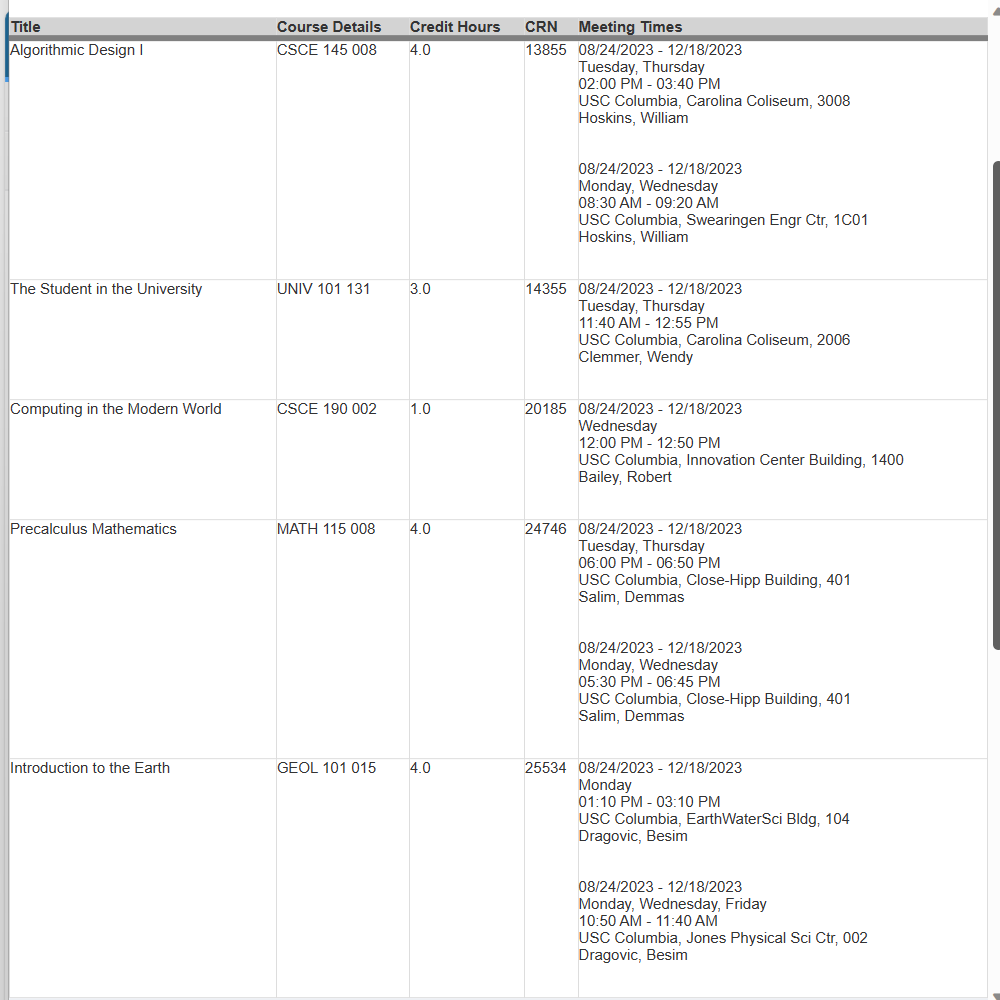 Title Course Details Credit Hours CRN Meeting Times
Algorithmic Design I CSCE 145 008 4.0 13855 08/24/2023 - 12/18/2023
Tuesday, Thursday
02:00 PM - 03:40 PM
USC Columbia, Carolina Coliseum, 3008
Hoskins, William
08/24/2023 - 12/18/2023
Monday, Wednesday
08:30 AM - 09:20 AM
USC Columbia, Swearingen Engr Ctr, 1C01
Hoskins, William
The Student in the University UNIV 101 131 3.0 14355 08/24/2023 - 12/18/2023
Tuesday, Thursday
11:40 AM - 12:55 PM
USC Columbia, Carolina Coliseum, 2006
Clemmer, Wendy
Computing in the Modern World CSCE 190 002 1.0 20185 08/24/2023 - 12/18/2023
Wednesday
12:00 PM - 12:50 PM
USC Columbia, Innovation Center Building, 1400
Bailey, Robert
Precalculus Mathematics MATH 115 008 4.0 24746 08/24/2023 - 12/18/2023
Tuesday, Thursday
06:00 PM - 06:50 PM
USC Columbia, Close-Hipp Building, 401
Salim, Demmas
08/24/2023 - 12/18/2023
Monday, Wednesday
05:30 PM - 06:45 PM
USC Columbia, Close-Hipp Building, 401
Salim, Demmas
Introduction to the Earth GEOL 101 015 4.0 25534 08/24/2023 - 12/18/2023
Monday
01:10 PM - 03:10 PM
USC Columbia, EarthWaterSci Bldg, 104
Dragovic, Besim
08/24/2023 - 12/18/2023
Monday, Wednesday, Friday
10:50 AM - 11:40 AM
USC Columbia, Jones Physical Sci Ctr, 002
Dragovic, Besim